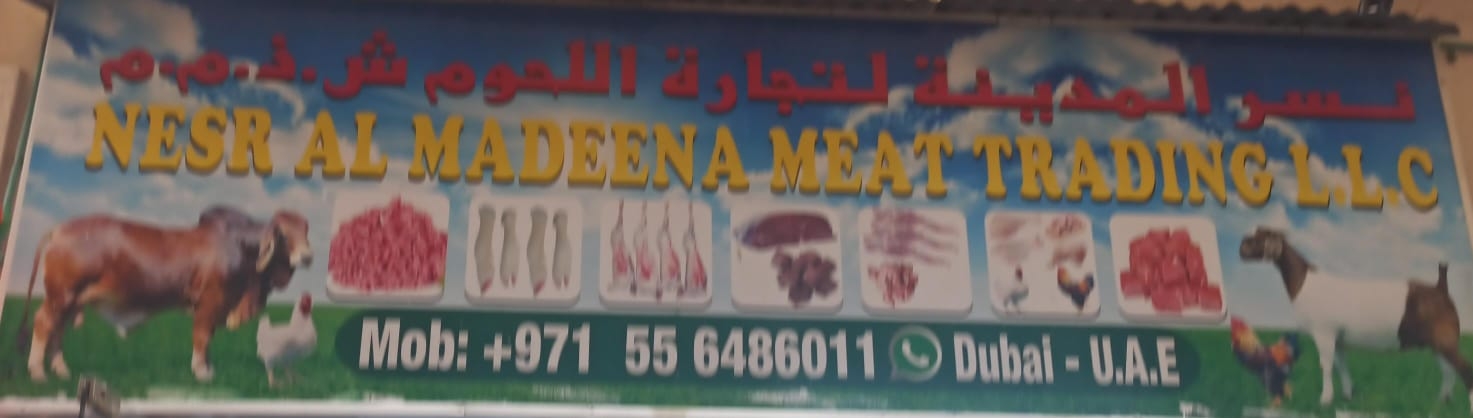 نسر المدينة لتجارة اللحوم ش.ذ.م.م
NESR AL MADEENA MEAT TRADING L.L.C
Mob: +971 55 6486011 Dubai - U.A.E